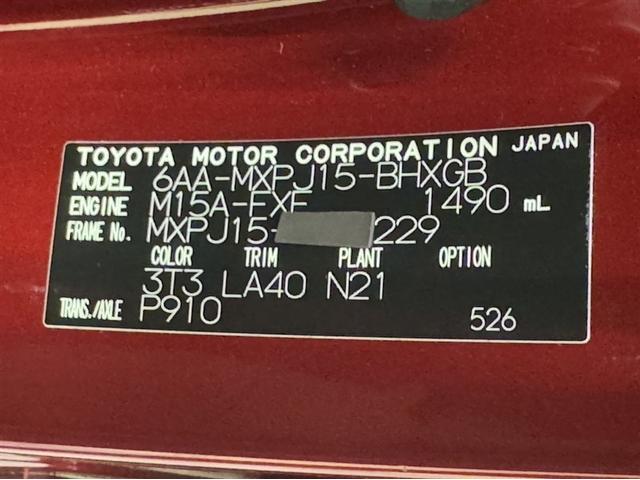 TOYOTA MOTOR CORPORATION JAPAN
MODEL 6AA-MXPJ15-BHXGB
ENGINE M15A-FXE 1490 mL
FRAME No. MXPJ15- 229
COLOR TRIM PLANT OPTION
3T3 LA40 N21
TRANS./AXLE P910 526